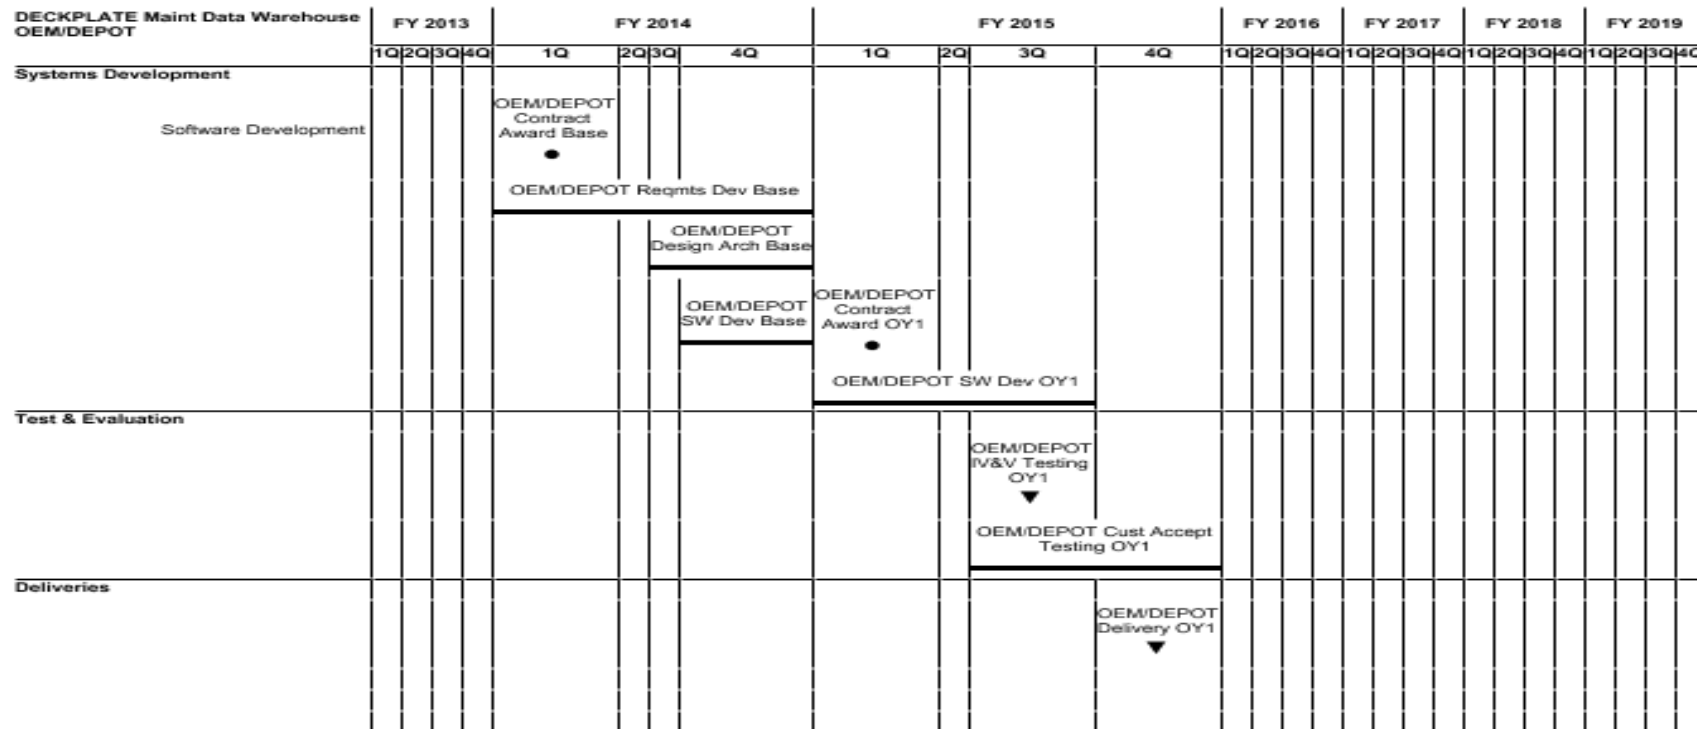 DECKPLATE Maint Data Warehouse
OEM/DEPOT
FY 2013 FY 2014 FY 2015 FY 2016 FY 2017 FY 2018 FY 2019
1Q 2Q 3Q 4Q 1Q 2Q 3Q 4Q 1Q 2Q 3Q 4Q 1Q 2Q 3Q 4Q 1Q 2Q 3Q 4Q 1Q 2Q 3Q 4Q 1Q 2Q 3Q 4Q
Systems Development
Software Development
OEM/DEPOT
Contract
Award Base
OEM/DEPOT Reqmts Dev Base
OEM/DEPOT
Design Arch Base
OEM/DEPOT
SW Dev Base
OEM/DEPOT
Contract
Award OY1
OEM/DEPOT SW Dev OY1
Test & Evaluation
OEM/DEPOT
IV&V Testing
OY1
OEM/DEPOT Cust Accept
Testing OY1
Deliveries
OEM/DEPOT
Delivery OY1